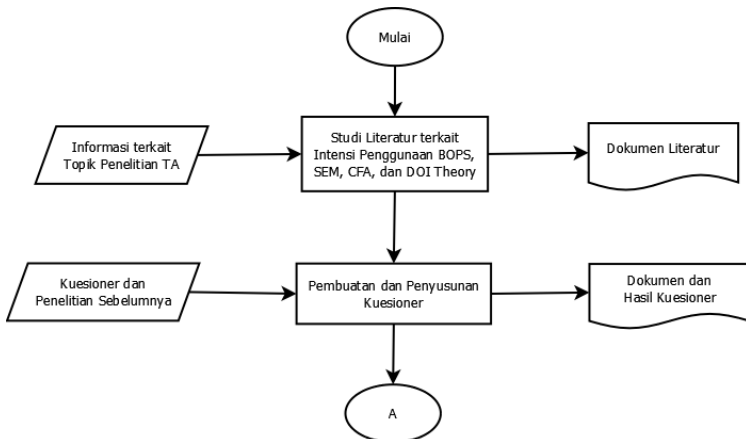 Mulai
Informasi terkait
Topik Penelitian TA
Studi Literatur terkait
Intensi Penggunaan BOPS,
SEM, CFA, dan DOI Theory
Dokumen Literatur
Kuesioner dan
Penelitian Sebelumnya
Pembuatan dan Penyusunan
Kuesioner
Dokumen dan
Hasil Kuesioner
A